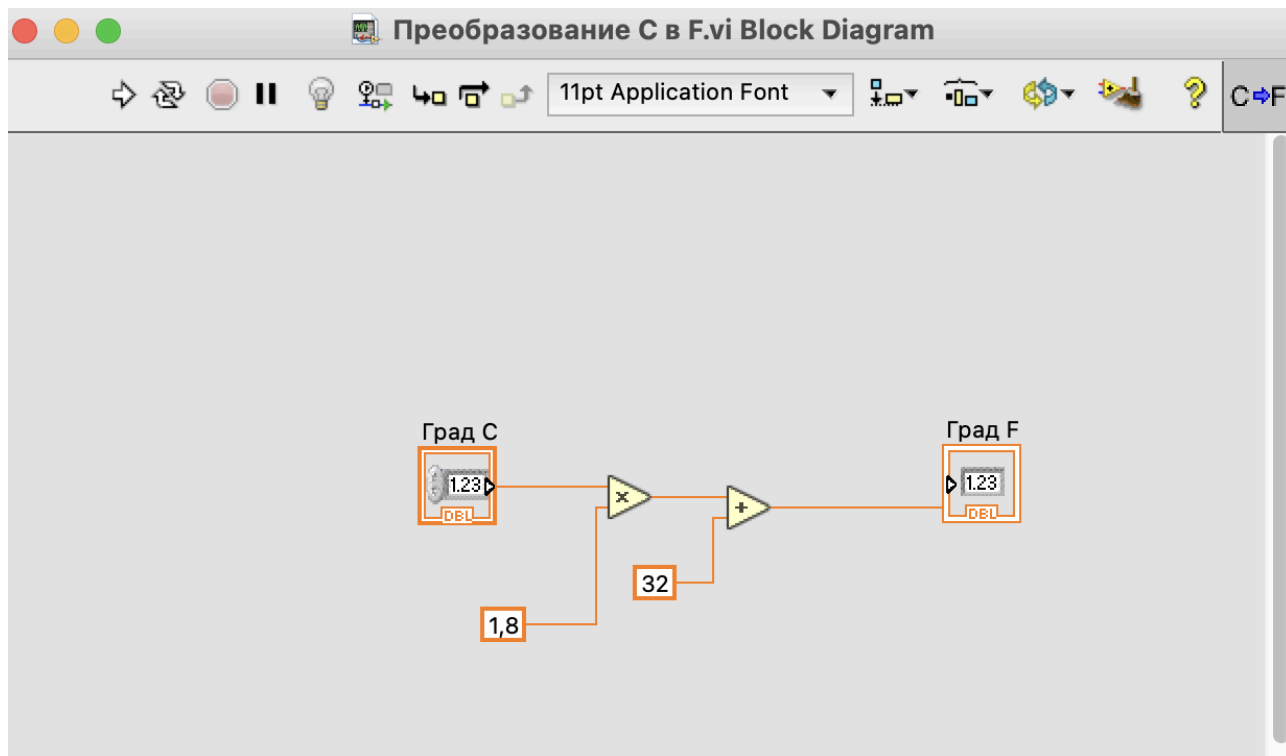 Преобразование С в F.vi Block Diagram
11pt Application Font
C⇒F
Град С
1.23
DBL
Град F
1.23
DBL
x
+
32
1,8